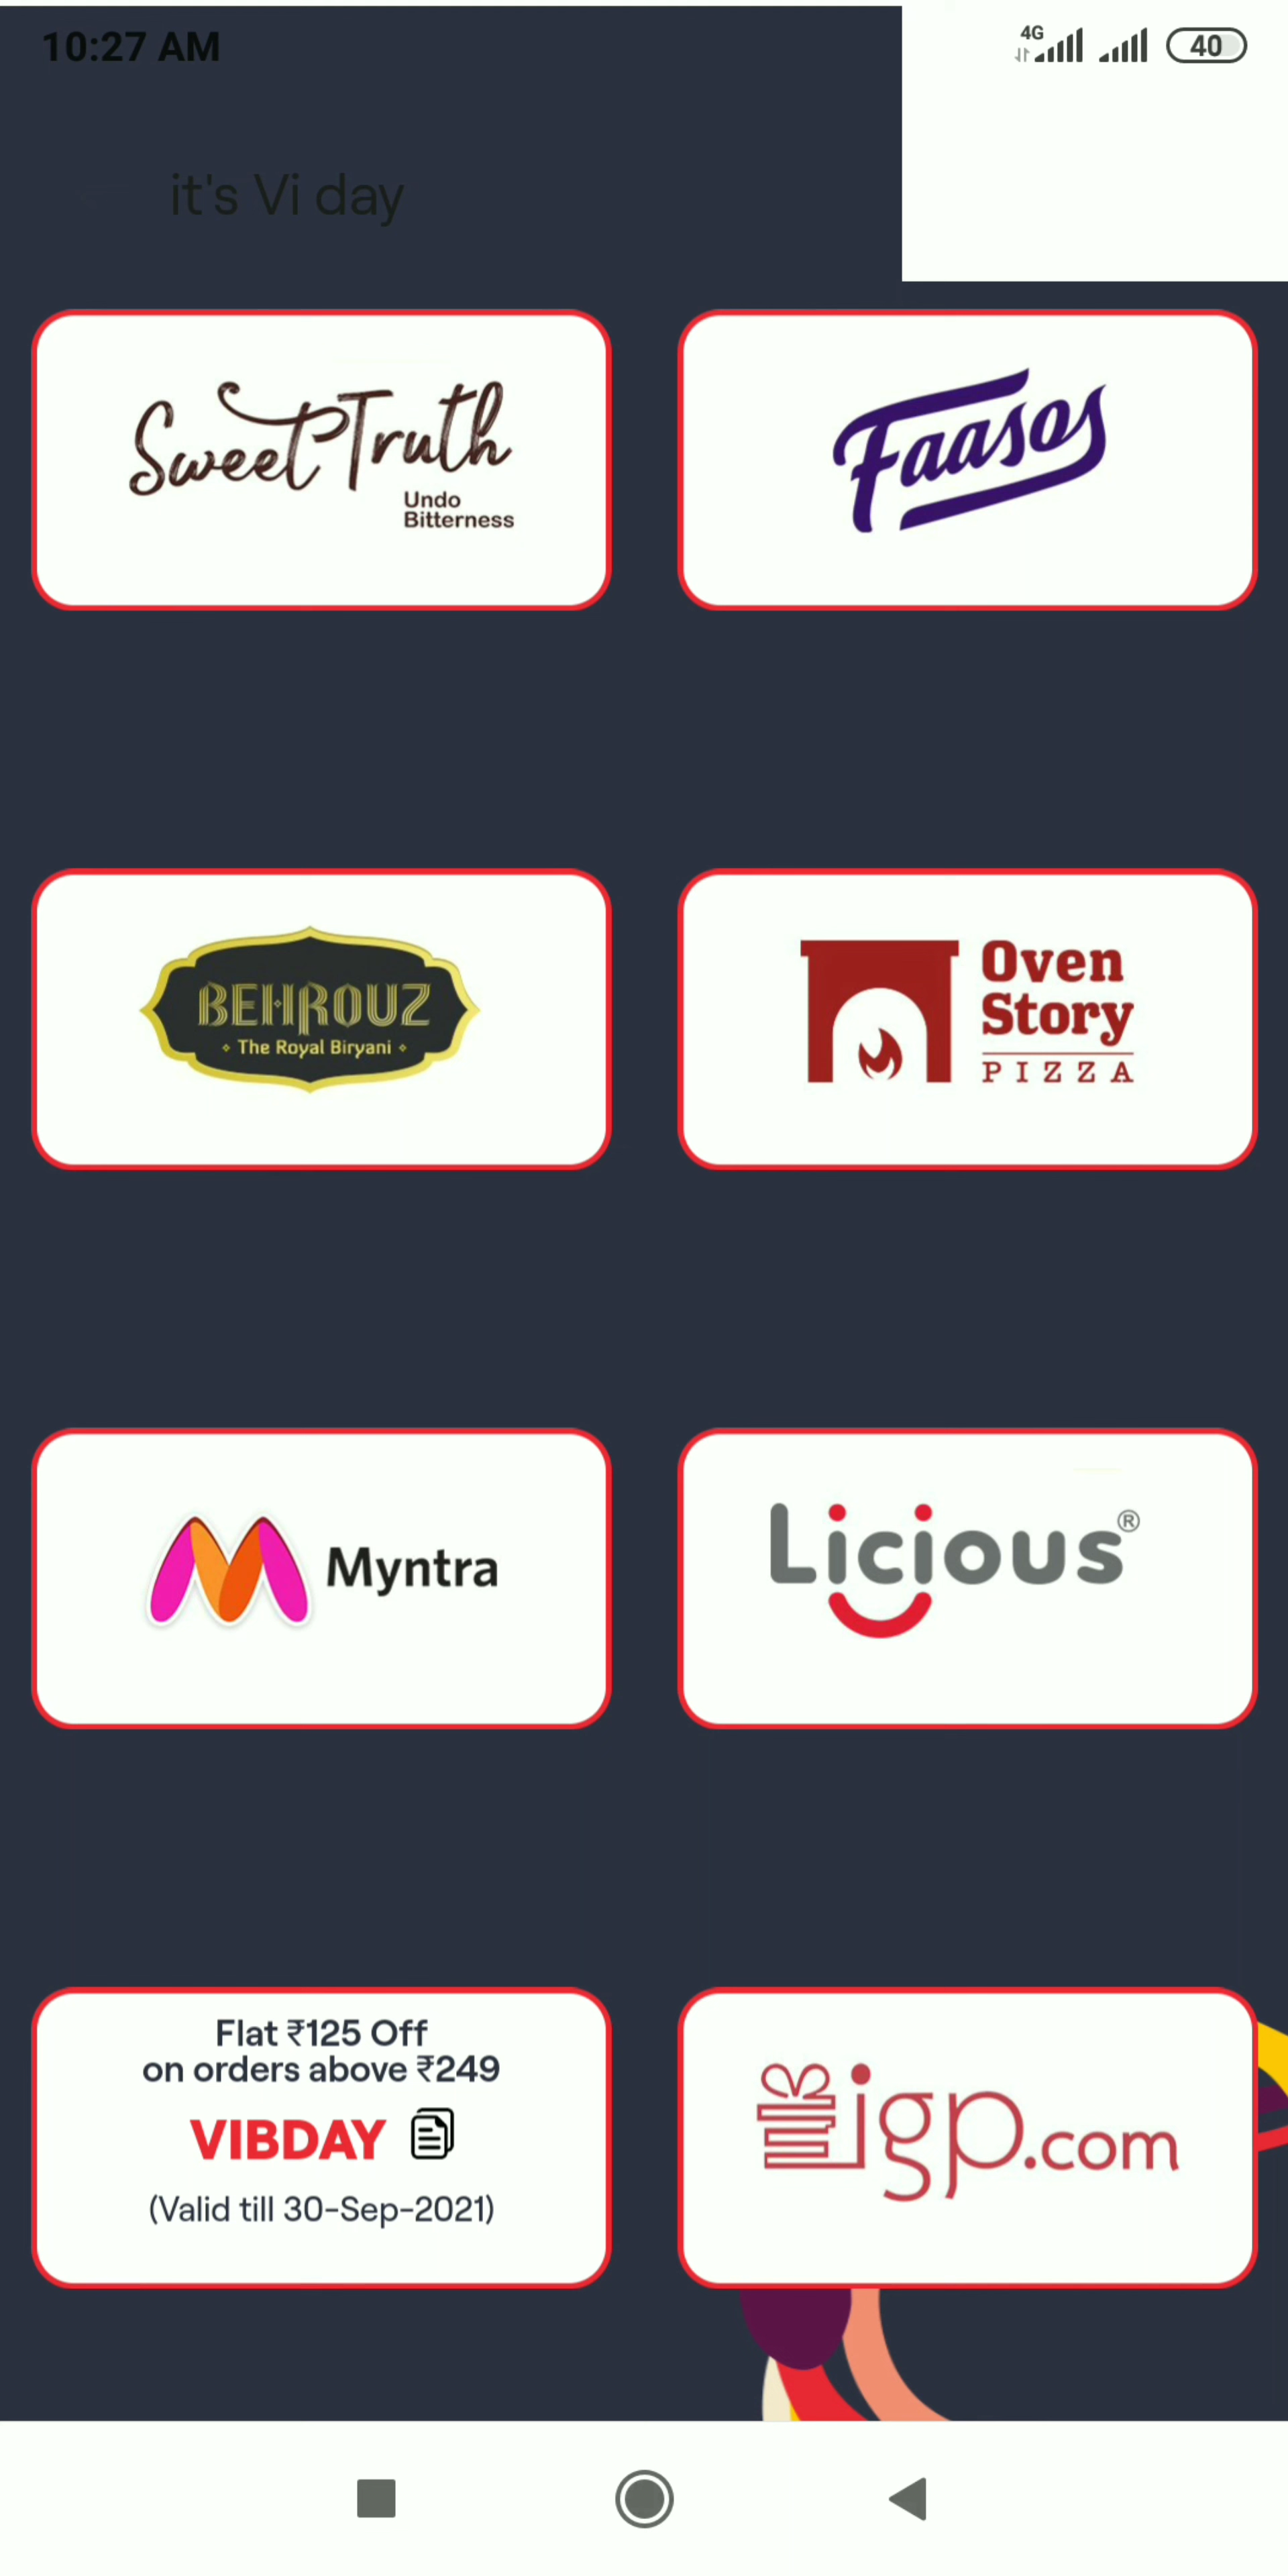 10:27 AM
4G
40
it's Vi day
Sweet Truth
Undo
Bitterness
Faasos
BEHROUZ
The Royal Biryani
Oven
Story
PIZZA
Myntra
Licious®
Flat ₹125 Off
on orders above ₹249
VIBDAY
(Valid till 30-Sep-2021)
igp.com